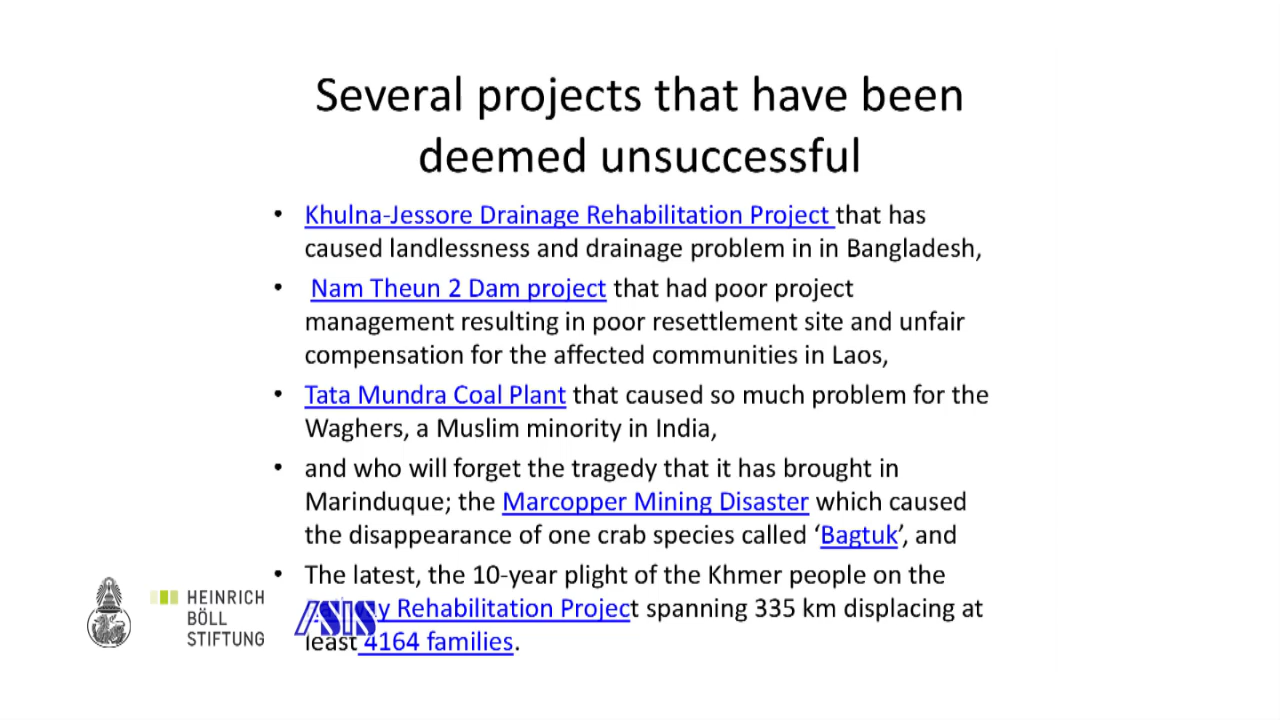 Several projects that have been
deemed unsuccessful
• Khulna-Jessore Drainage Rehabilitation Project that has
caused landlessness and drainage problem in in Bangladesh,
• Nam Theun 2 Dam project that had poor project
management resulting in poor resettlement site and unfair
compensation for the affected communities in Laos,
• Tata Mundra Coal Plant that caused so much problem for the
Waghers, a Muslim minority in India,
• and who will forget the tragedy that it has brought in
Marinduque; the Marcopper Mining Disaster which caused
the disappearance of one crab species called ‘Bagtuk’, and
• The latest, the 10-year plight of the Khmer people on the
Rehabilitation Project spanning 335 km displacing at
least 4164 families.
HEINRICH
BÖLL
STIFTUNG